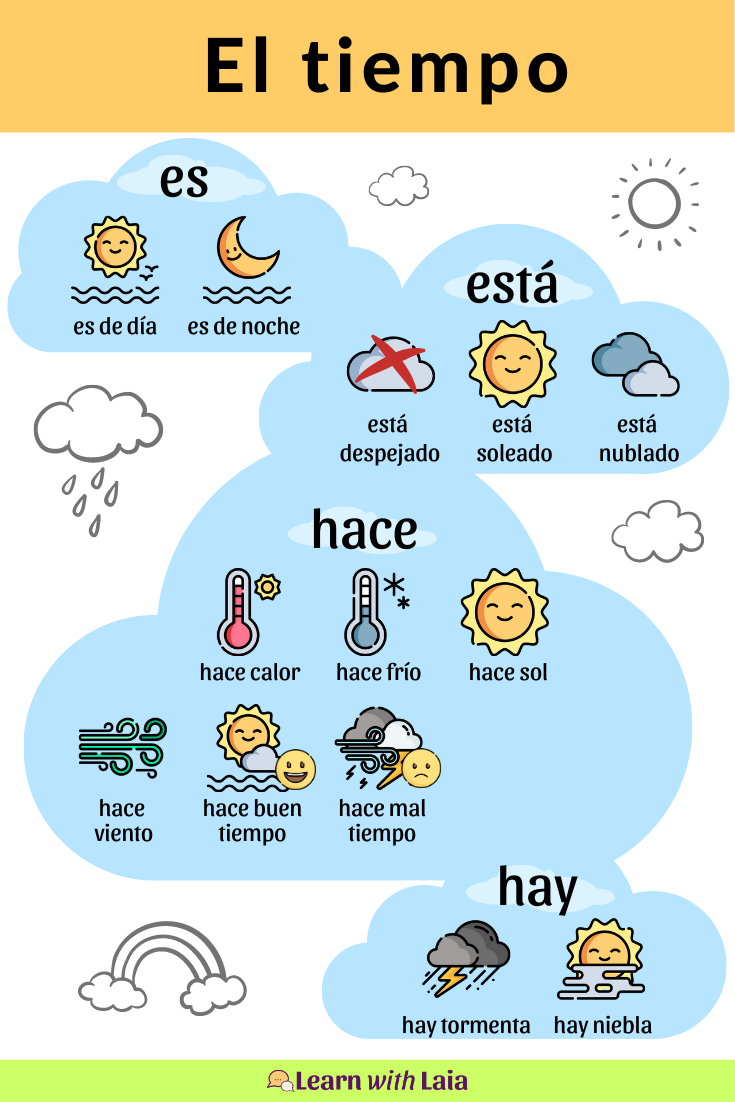 El tiempo
es
es de día
es de noche
está
está
despejado
está
soleado
está
nublado
hace
hace calor
hace frío
hace sol
hace
viento
hace buen
tiempo
hace mal
tiempo
hay
hay tormenta
hay niebla
Learn with Laia